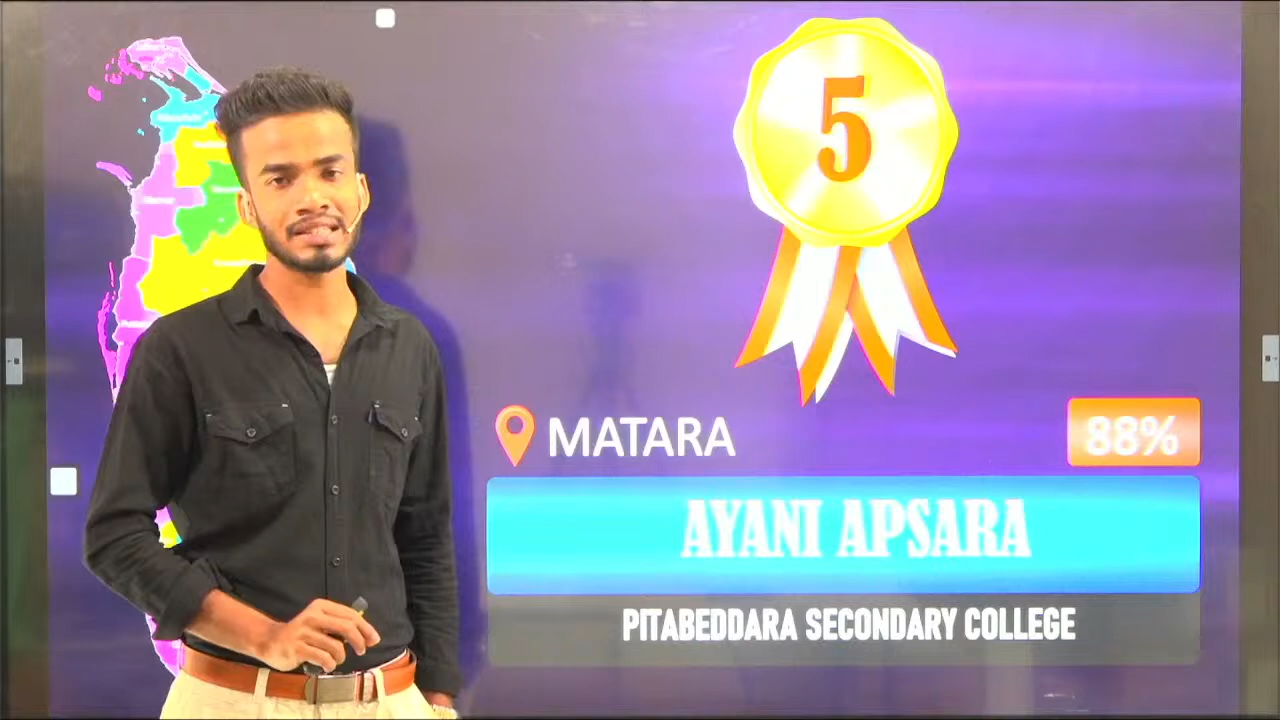 5
MATARA
88%
AYANI APSARA
PITABEDDARA SECONDARY COLLEGE